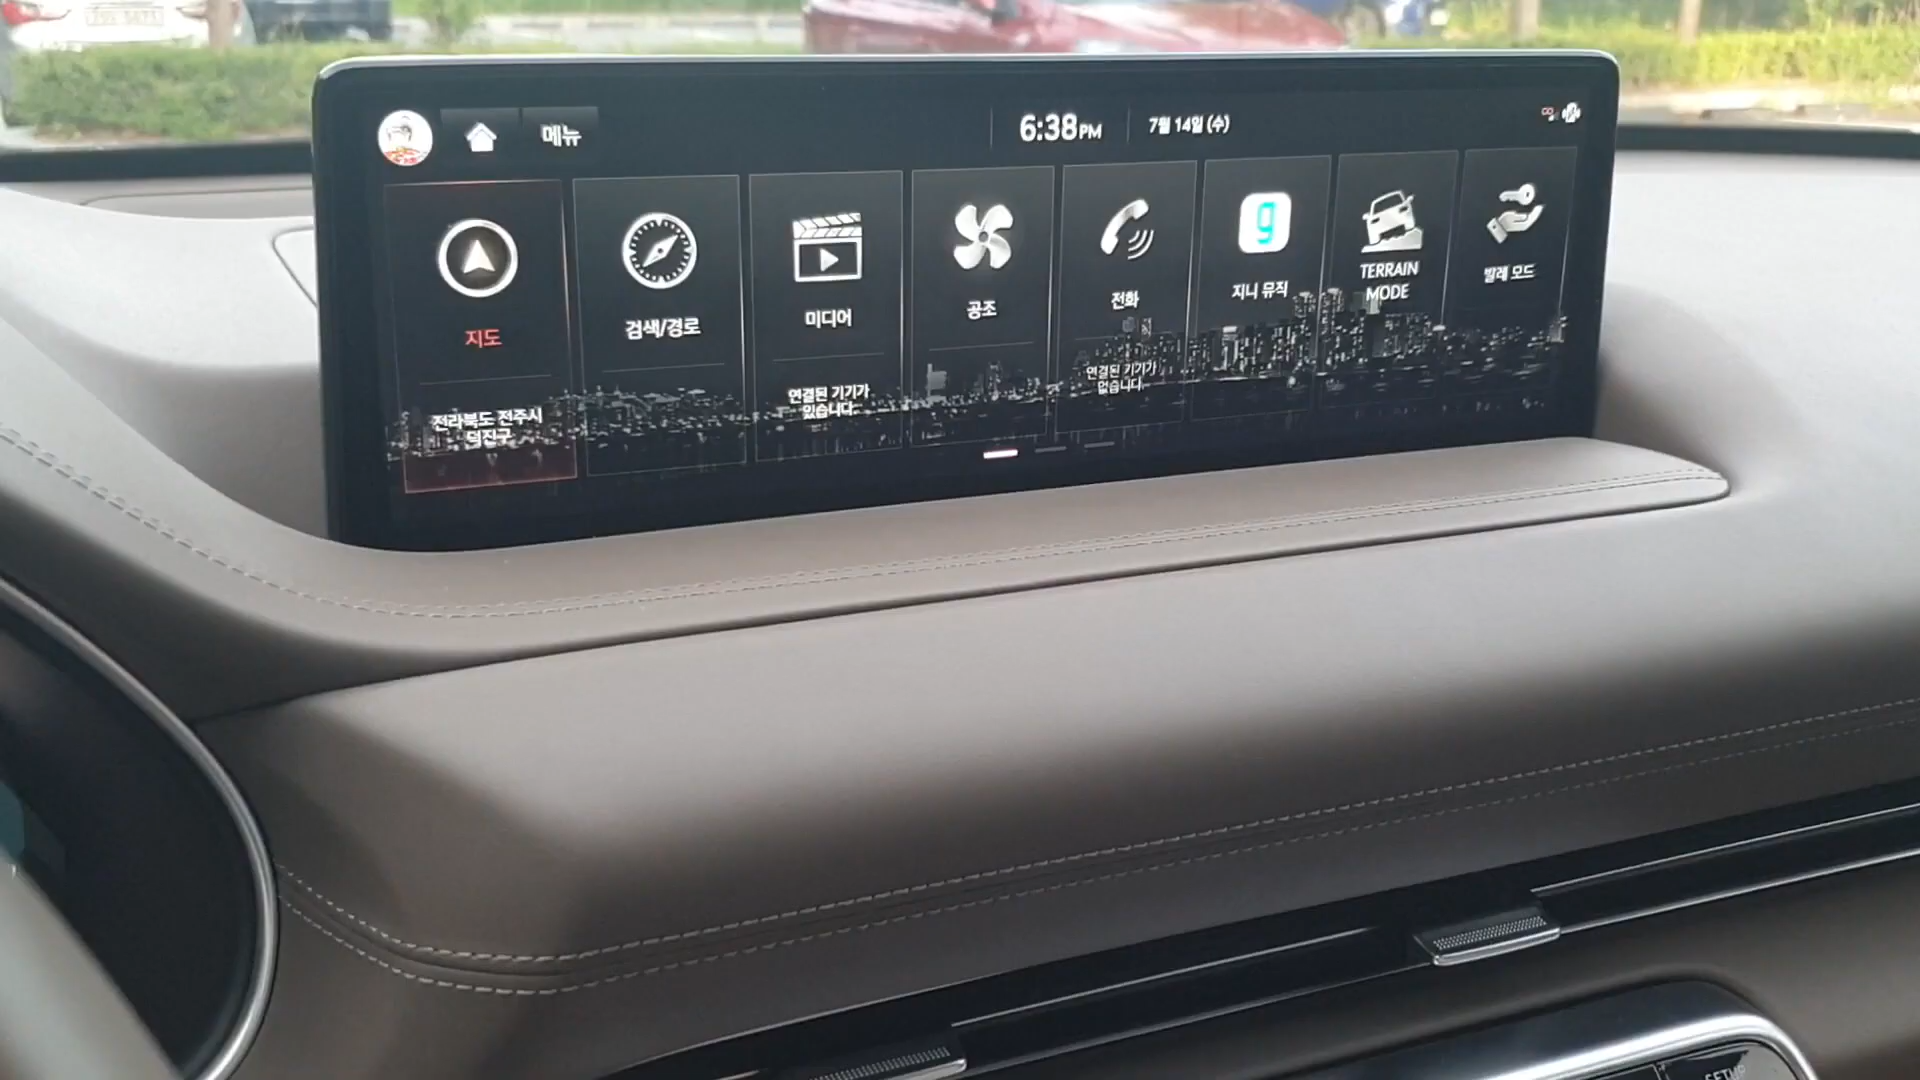 메뉴
6:38PM
7월 14일 (수)
지도
전라북도 전주시
덕진구
검색/경로
미디어
연결된 기기가
있습니다.
공조
전화
연결된 기기가
없습니다.
g
지니 뮤직
TERRAIN
MODE
발레 모드
SETUP